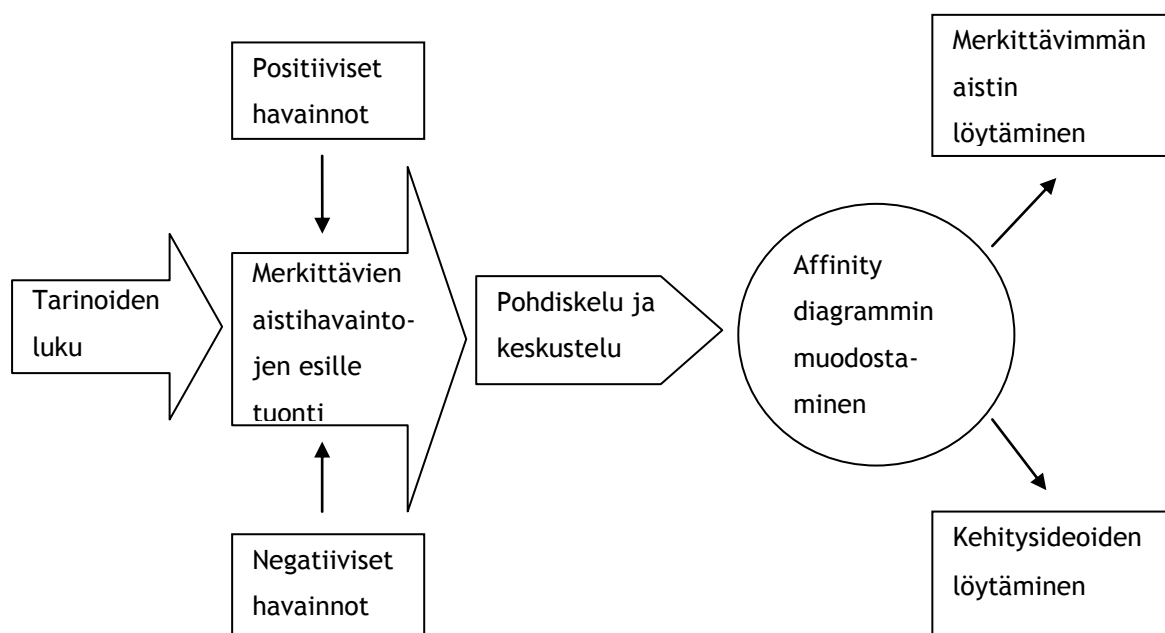 Positiiviset
havainnot
Merkittävimmän
aistin
löytäminen
Tarinoiden
luku
Merkittävien
aistihavainto-
jen esille
tuonti
Pohdiskelu ja
keskustelu
Affinity
diagrammin
muodosta-
minen
Negatiiviset
havainnot
Kehitysideoiden
löytäminen